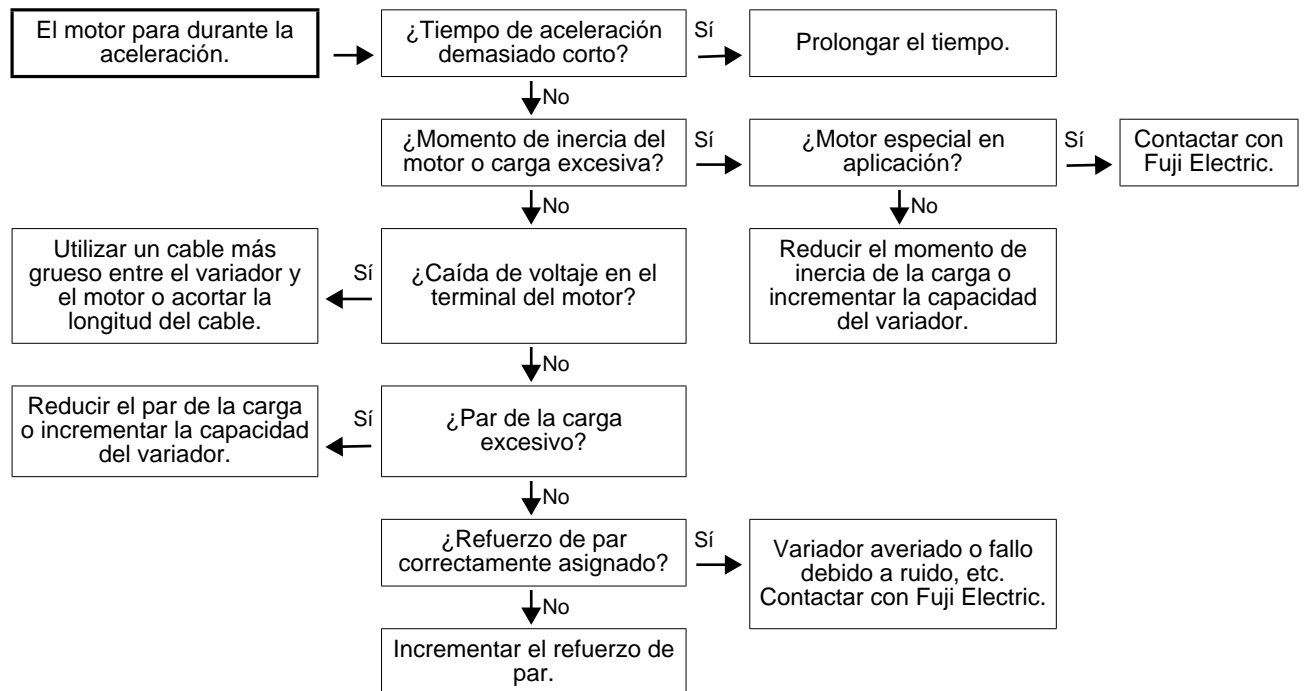 El motor para durante la
aceleración.
¿Tiempo de aceleración
demasiado corto?
Sí
Prolongar el tiempo.
No
¿Momento de inercia del
motor o carga excesiva?
Sí
¿Motor especial en
aplicación?
Sí
Contactar con
Fuji Electric.
No
No
Utilizar un cable más
grueso entre el variador y
el motor o acortar la
longitud del cable.
Sí
¿Caída de voltaje en el
terminal del motor?
Reducir el momento de
inercia de la carga o
incrementar la capacidad
del variador.
No
Reducir el par de la carga
o incrementar la capacidad
del variador.
Sí
¿Par de la carga
excesivo?
No
¿Refuerzo de par
correctamente asignado?
Sí
Variador averiado o fallo
debido a ruido, etc.
Contactar con Fuji Electric.
No
Incrementar el refuerzo de
par.